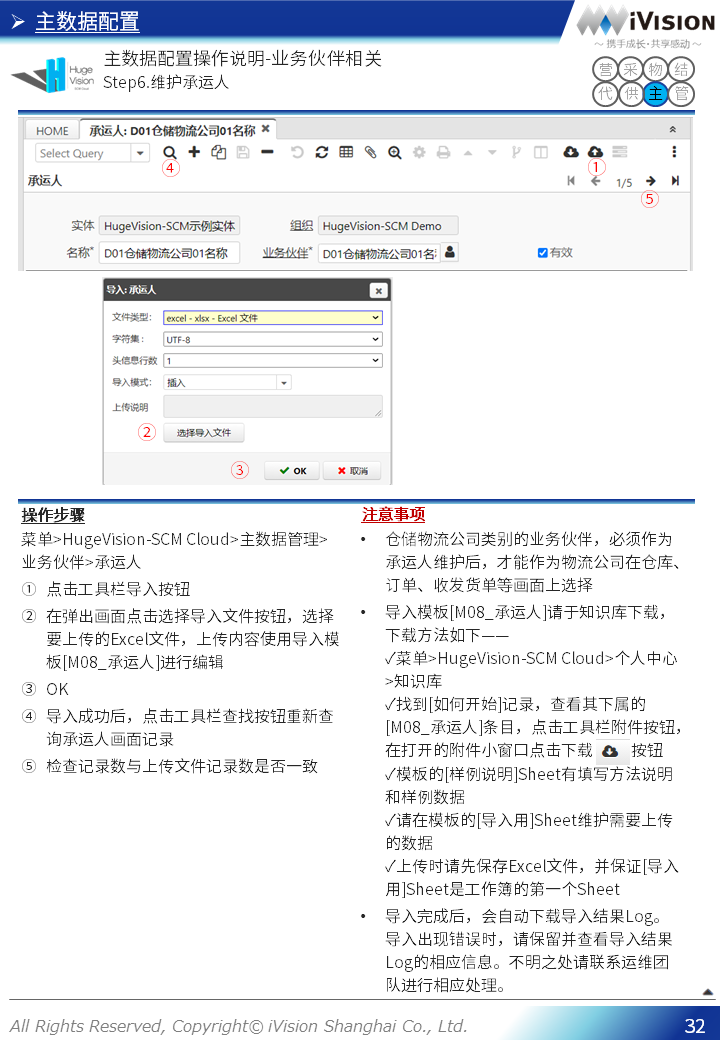 主数据配置
iVision
～ 携手成长·共享感动 ～
Huge
Vision
主数据配置操作说明-业务伙伴相关
Step6.维护承运人
营 采 物 结
代 供 主 管
HOME
承运人: D01仓储物流公司01名称
Select Query
④
①
承运人
1/5
⑤
实体
HugeVision-SCM示例实体
组织
HugeVision-SCM Demo
名称*
D01仓储物流公司01名称
业务伙伴*
D01仓储物流公司01名称
有效
导入: 承运人
文件类型:
excel - xlsx - Excel 文件
字符集:
UTF-8
头信息行数
1
导入模式:
插入
上传说明
②
选择导入文件
③
OK
取消
操作步骤
菜单>HugeVision-SCM Cloud>主数据管理>
业务伙伴>承运人
① 点击工具栏导入按钮
② 在弹出画面点击选择导入文件按钮，选择
要上传的Excel文件，上传内容使用导入模
板[M08_承运人]进行编辑
③ OK
④ 导入成功后，点击工具栏查找按钮重新查
询承运人画面记录
⑤ 检查记录数与上传文件记录数是否一致
注意事项
• 仓储物流公司类别的业务伙伴，必须作为
承运人维护后，才能作为物流公司在仓库、
订单、收发货单等画面上选择
• 导入模板[M08_承运人]请于知识库下载，
下载方法如下——
✓菜单>HugeVision-SCM Cloud>个人中心
>知识库
✓找到[如何开始]记录，查看其下属的
[M08_承运人]条目，点击工具栏附件按钮，
在打开的附件小窗口点击下载 按钮
✓模板的[样例说明]Sheet有填写方法说明
和样例数据
✓请在模板的[导入用]Sheet维护需要上传
的数据
✓上传时请先保存Excel文件，并保证[导入
用]Sheet是工作簿的第一个Sheet
• 导入完成后，会自动下载导入结果Log。
导入出现错误时，请保留并查看导入结果
Log的相应信息。不明之处请联系运维团
队进行相应处理。
All Rights Reserved, Copyright© iVision Shanghai Co., Ltd.
32